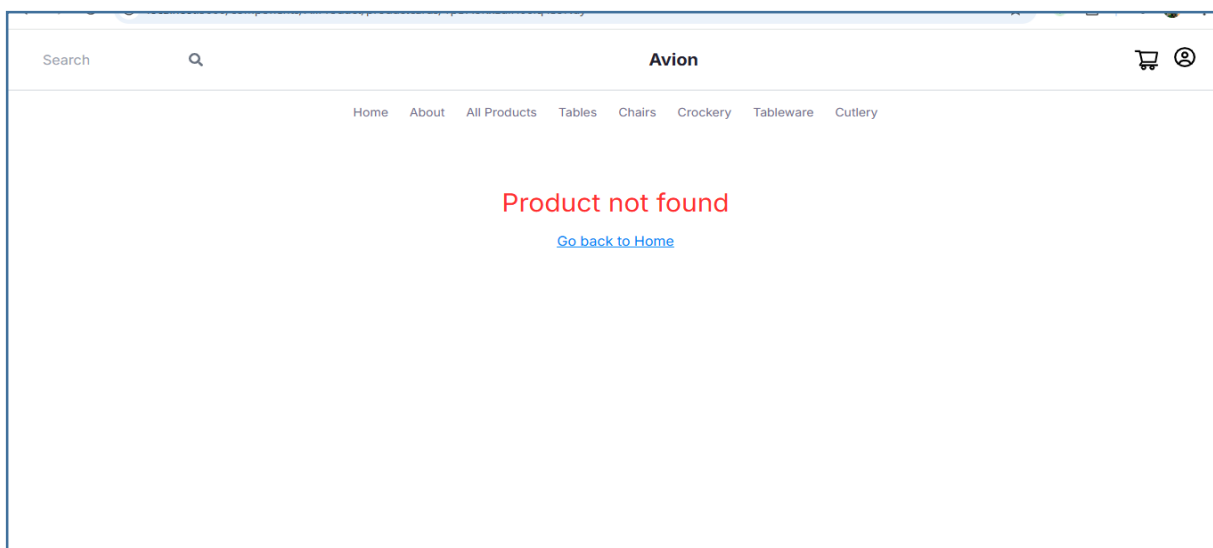 Search
Avion
Home About All Products Tables Chairs Crockery Tableware Cutlery
Product not found
Go back to Home